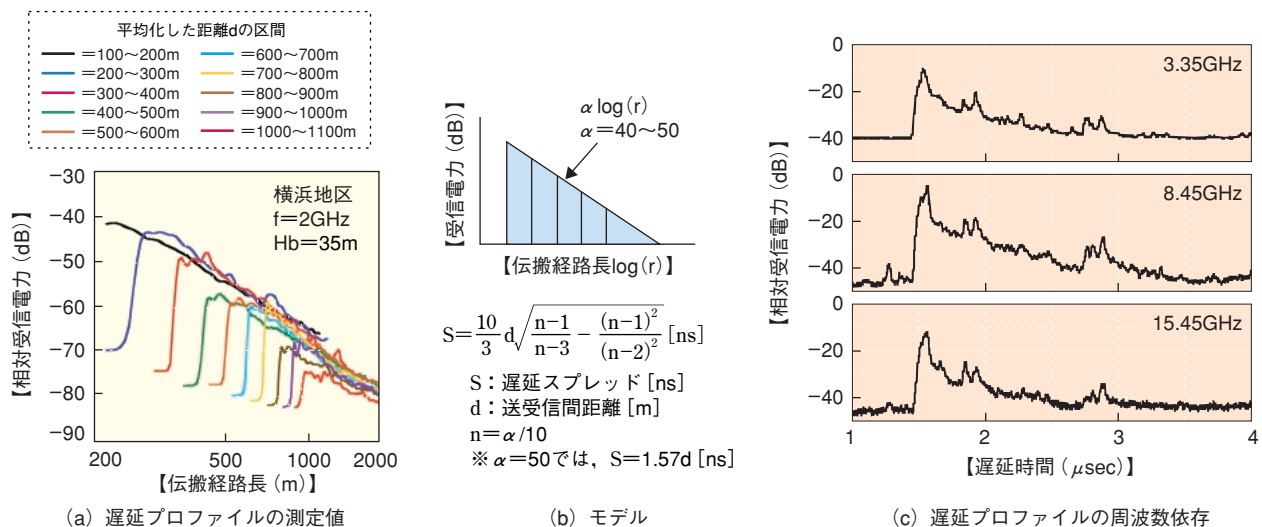 平均化した距離dの区間
=100~200m
=200~300m
=300~400m
=400~500m
=500~600m
=600~700m
=700~800m
=800~900m
=900~1000m
=1000~1100m
【相対受信電力（dB）】
-30
-40
-50
-60
-70
-80
-90
横浜地区
f=2GHz
Hb=35m
200
500
1000
2000
【伝搬経路長（m）】
(a) 遅延プロファイルの測定値
【受信電力（dB）】
α log(r)
α=40~50
【伝搬経路長log(r)】
S=10/3 d√((n-1)/(n-3) - (n-1)²/(n-2)²) [ns]
S：遅延スプレッド［ns］
d：送受信間距離［m］
n=α/10
※α=50では，S=1.57d［ns］
(b) モデル
【相対受信電力（dB）】
0
-20
-40
3.35GHz
0
-20
-40
8.45GHz
0
-20
-40
15.45GHz
1
2
3
4
【遅延時間（μsec）】
(c) 遅延プロファイルの周波数依存